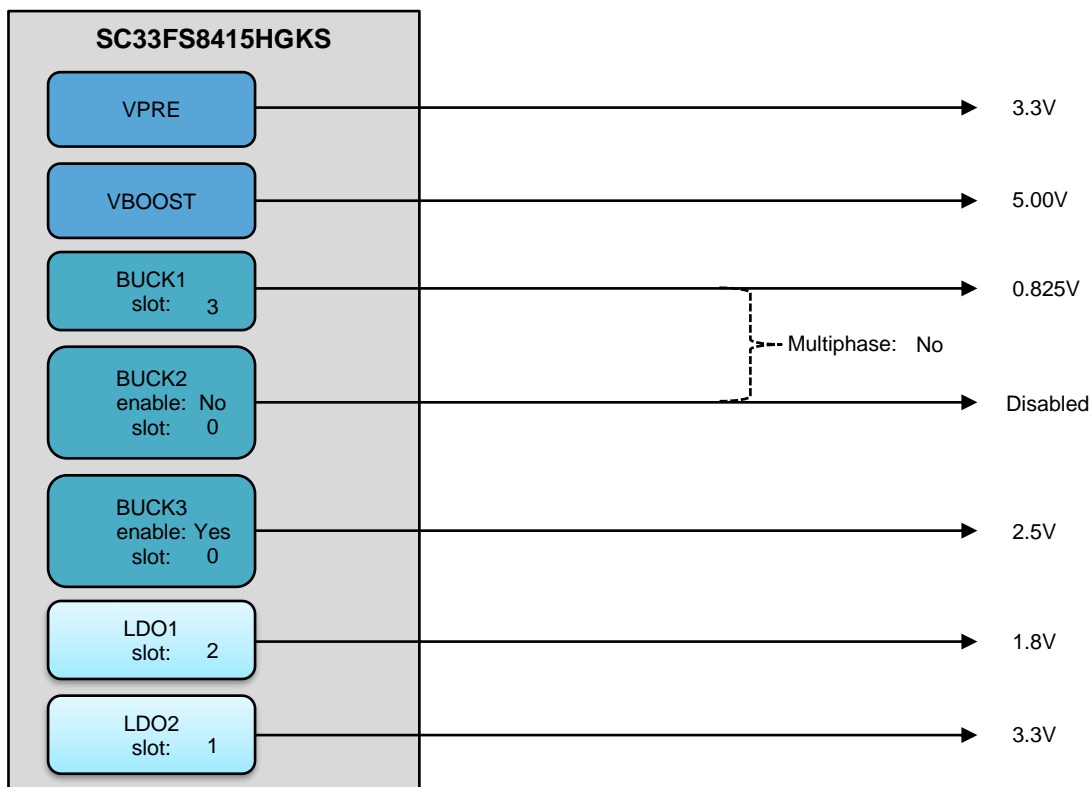 SC33FS8415HGKS
VPRE
3.3V
VBOOST
5.00V
BUCK1
slot: 3
0.825V
Multiphase: No
BUCK2
enable: No
slot: 0
Disabled
BUCK3
enable: Yes
slot: 0
2.5V
LDO1
slot: 2
1.8V
LDO2
slot: 1
3.3V